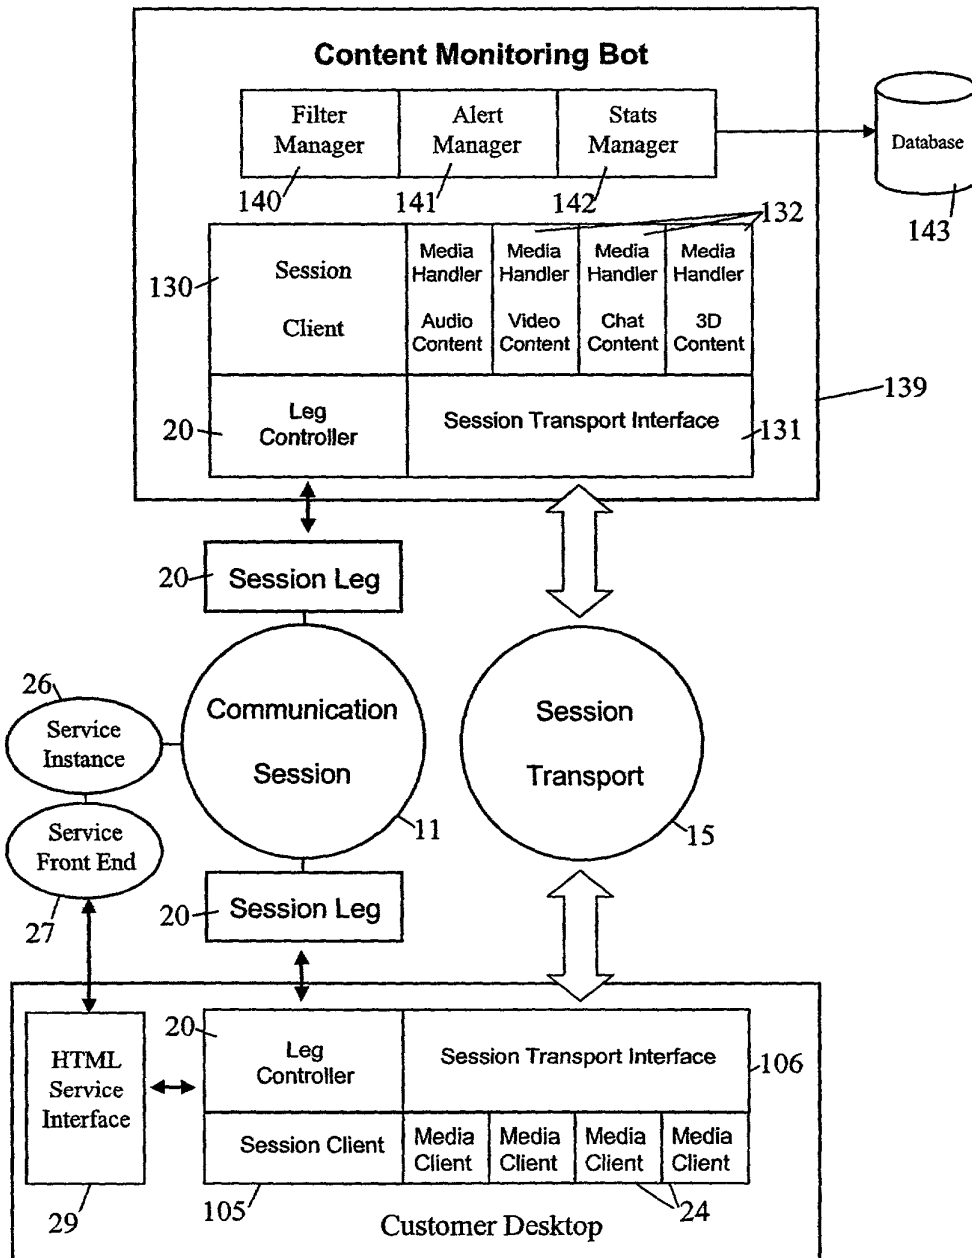 Content Monitoring Bot
Filter
Manager
Alert
Manager
Stats
Manager
Database
140
141
142
132
143
130
Session
Client
Media
Handler
Audio
Content
Media
Handler
Video
Content
Media
Handler
Chat
Content
Media
Handler
3D
Content
139
20
Leg
Controller
Session Transport Interface
131
20
Session Leg
26
Service
Instance
Communication
Session
11
Session
Transport
15
Service
Front End
27
20
Session Leg
HTML
Service
Interface
29
20
Leg
Controller
Session Transport Interface
106
Session Client
Media
Client
Media
Client
Media
Client
Media
Client
105
24
Customer Desktop